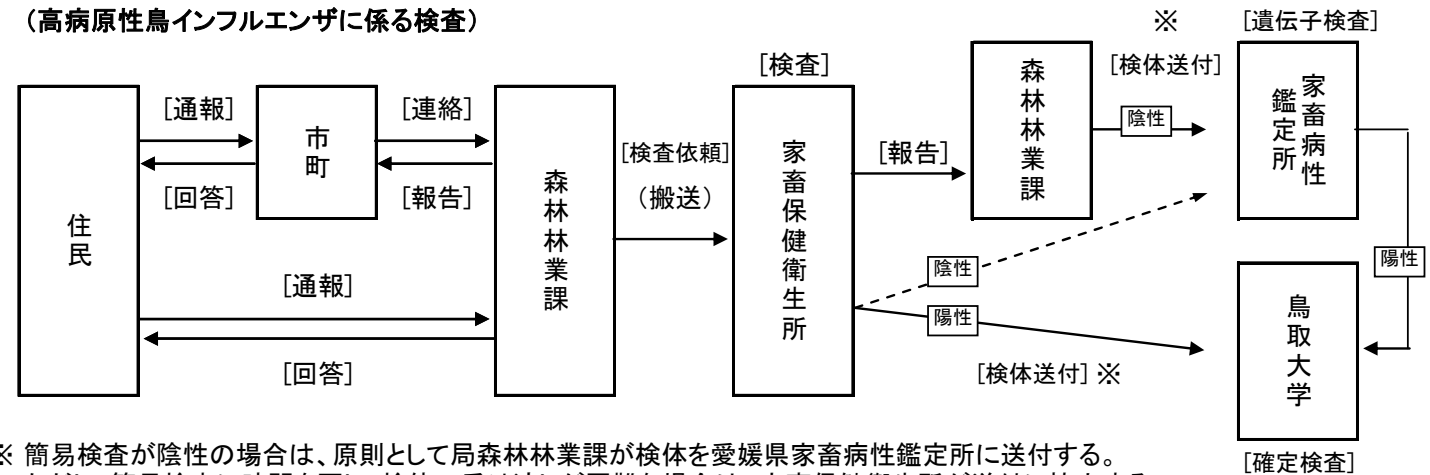 (高病原性鳥インフルエンザに係る検査)
※
[遺伝子検査]
[検査]
[検体送付]
[通報]
[連絡]
市町
[回答]
[報告]
住民
[通報]
[回答]
森林林業課
[検査依頼]
(搬送)
家畜保健衛生所
[報告]
森林林業課
陰性
家畜病性
鑑定所
陰性
陽性
陽性
[検体送付] ※
鳥取大学
[確定検査]
※ 簡易検査が陰性の場合は、原則として局森林林業課が検体を愛媛県家畜病性鑑定所に送付する。